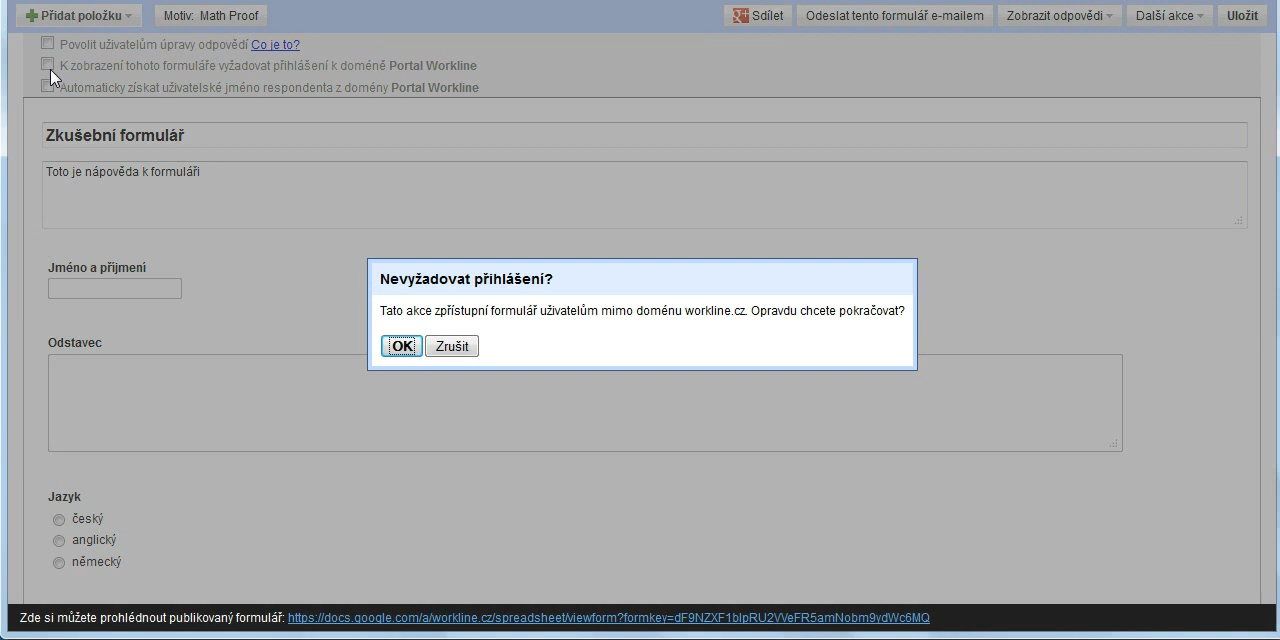 Přidat položku
Motiv: Math Proof
Sdílet
Odeslat tento formulář e-mailem
Zobrazit odpovědi
Další akce
Uložit
Povolit uživatelům úpravy odpovědí Co je to?
K zobrazení tohoto formuláře vyžadovat přihlášení k doméně Portal Workline
Automaticky získat uživatelské jméno respondenta z domény Portal Workline
Zkušební formulář
Toto je nápověda k formuláři
Jméno a přijmení
Nevyžadovat přihlášení?
Tato akce zpřístupní formulář uživatelům mimo doménu workline.cz. Opravdu chcete pokračovat?
OK
Zrušit
Odstavec
Jazyk
český
anglický
německý
Zde si můžete prohlédnout publikovaný formulář: https://docs.google.com/a/workline.cz/spreadsheet/viewform?formkey=dF9NZXF1blpRU2VVeFR5amNobm9ydWc6MQ